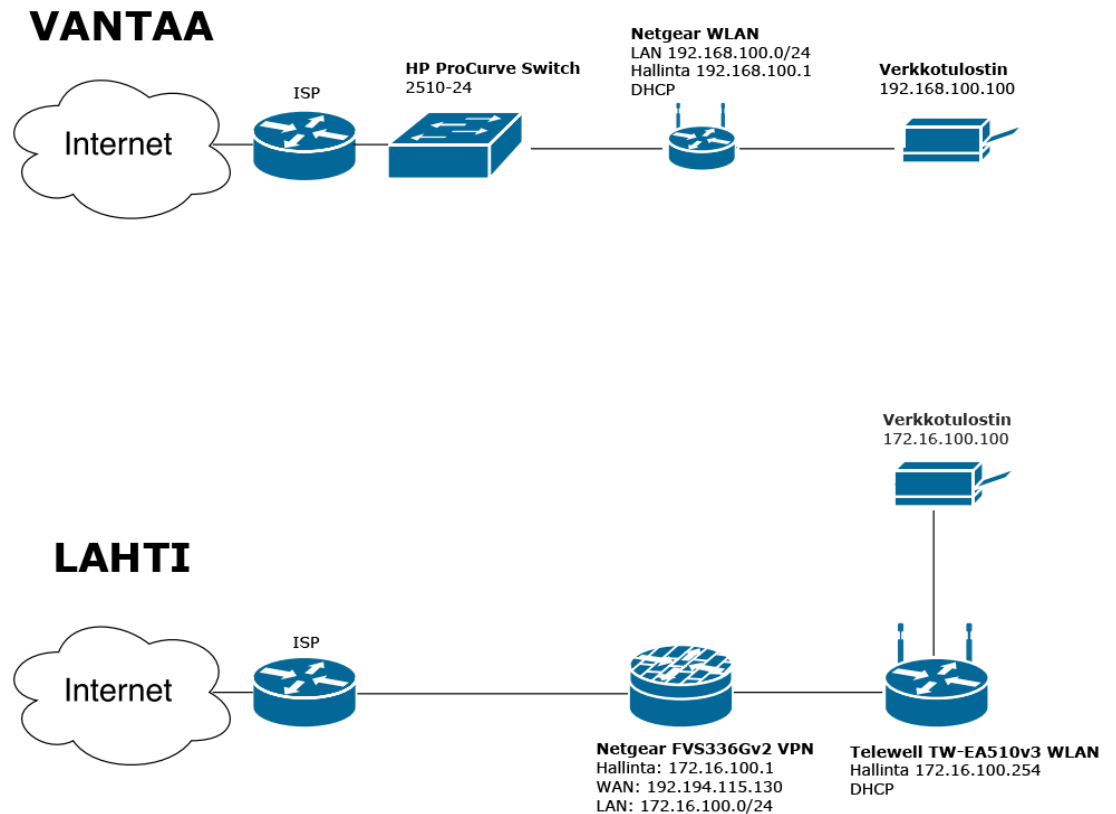 VANTAA
Internet
ISP
HP ProCurve Switch
2510-24
Netgear WLAN
LAN 192.168.100.0/24
Hallinta 192.168.100.1
DHCP
Verkkotulostin
192.168.100.100
Verkkotulostin
172.16.100.100
LAHTI
Internet
ISP
Netgear FVS336Gv2 VPN
Hallinta: 172.16.100.1
WAN: 192.194.115.130
LAN: 172.16.100.0/24
Telewell TW-EA510v3 WLAN
Hallinta 172.16.100.254
DHCP